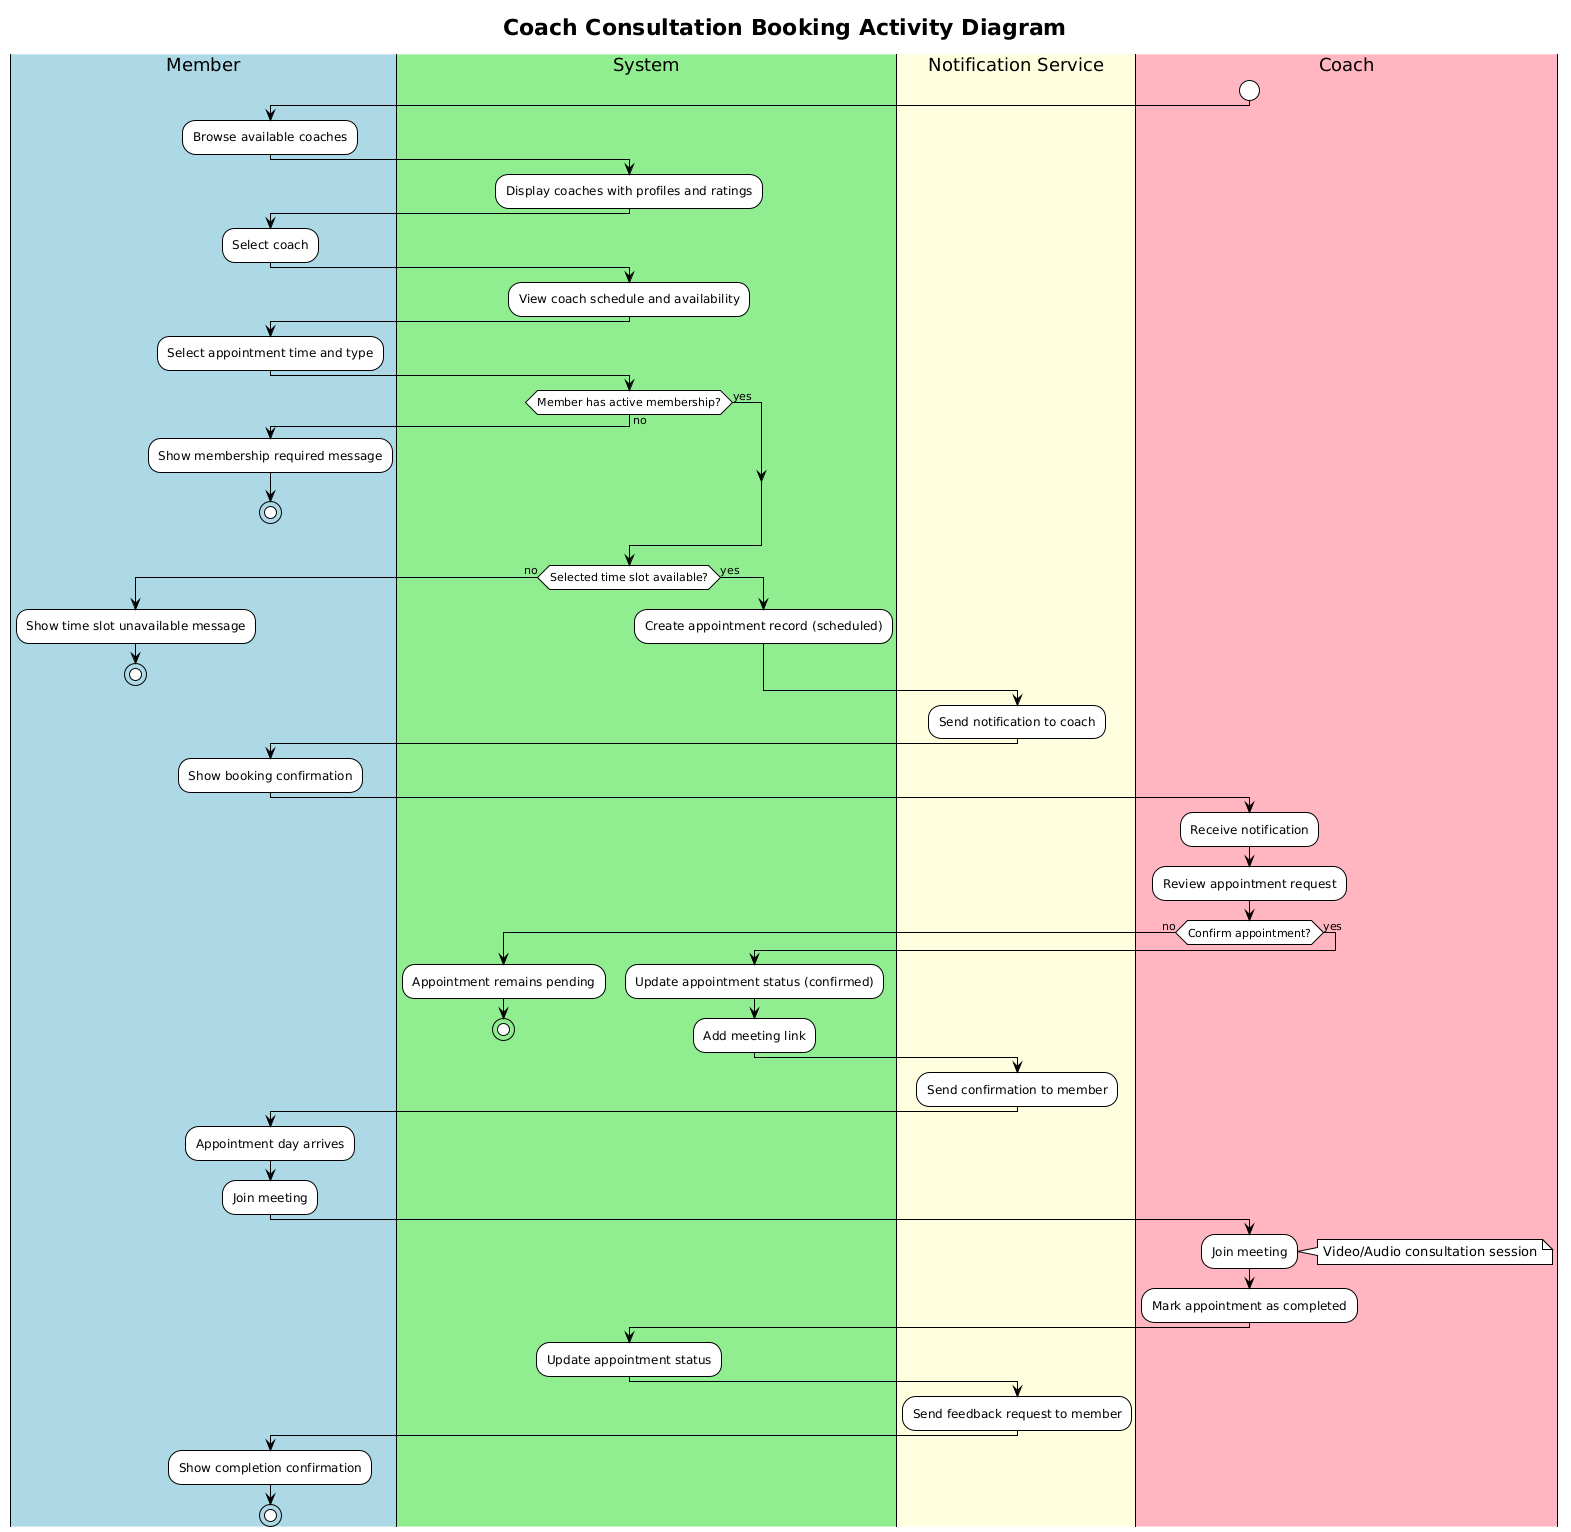 Coach Consultation Booking Activity Diagram
Member
System
Notification Service
Coach
Browse available coaches
Display coaches with profiles and ratings
Select coach
View coach schedule and availability
Select appointment time and type
Member has active membership?
yes
no
Show membership required message
no
Selected time slot available?
yes
Show time slot unavailable message
Create appointment record (scheduled)
Send notification to coach
Show booking confirmation
Receive notification
Review appointment request
no
Confirm appointment?
yes
Appointment remains pending
Update appointment status (confirmed)
Add meeting link
Send confirmation to member
Appointment day arrives
Join meeting
Join meeting
Video/Audio consultation session
Mark appointment as completed
Update appointment status
Send feedback request to member
Show completion confirmation